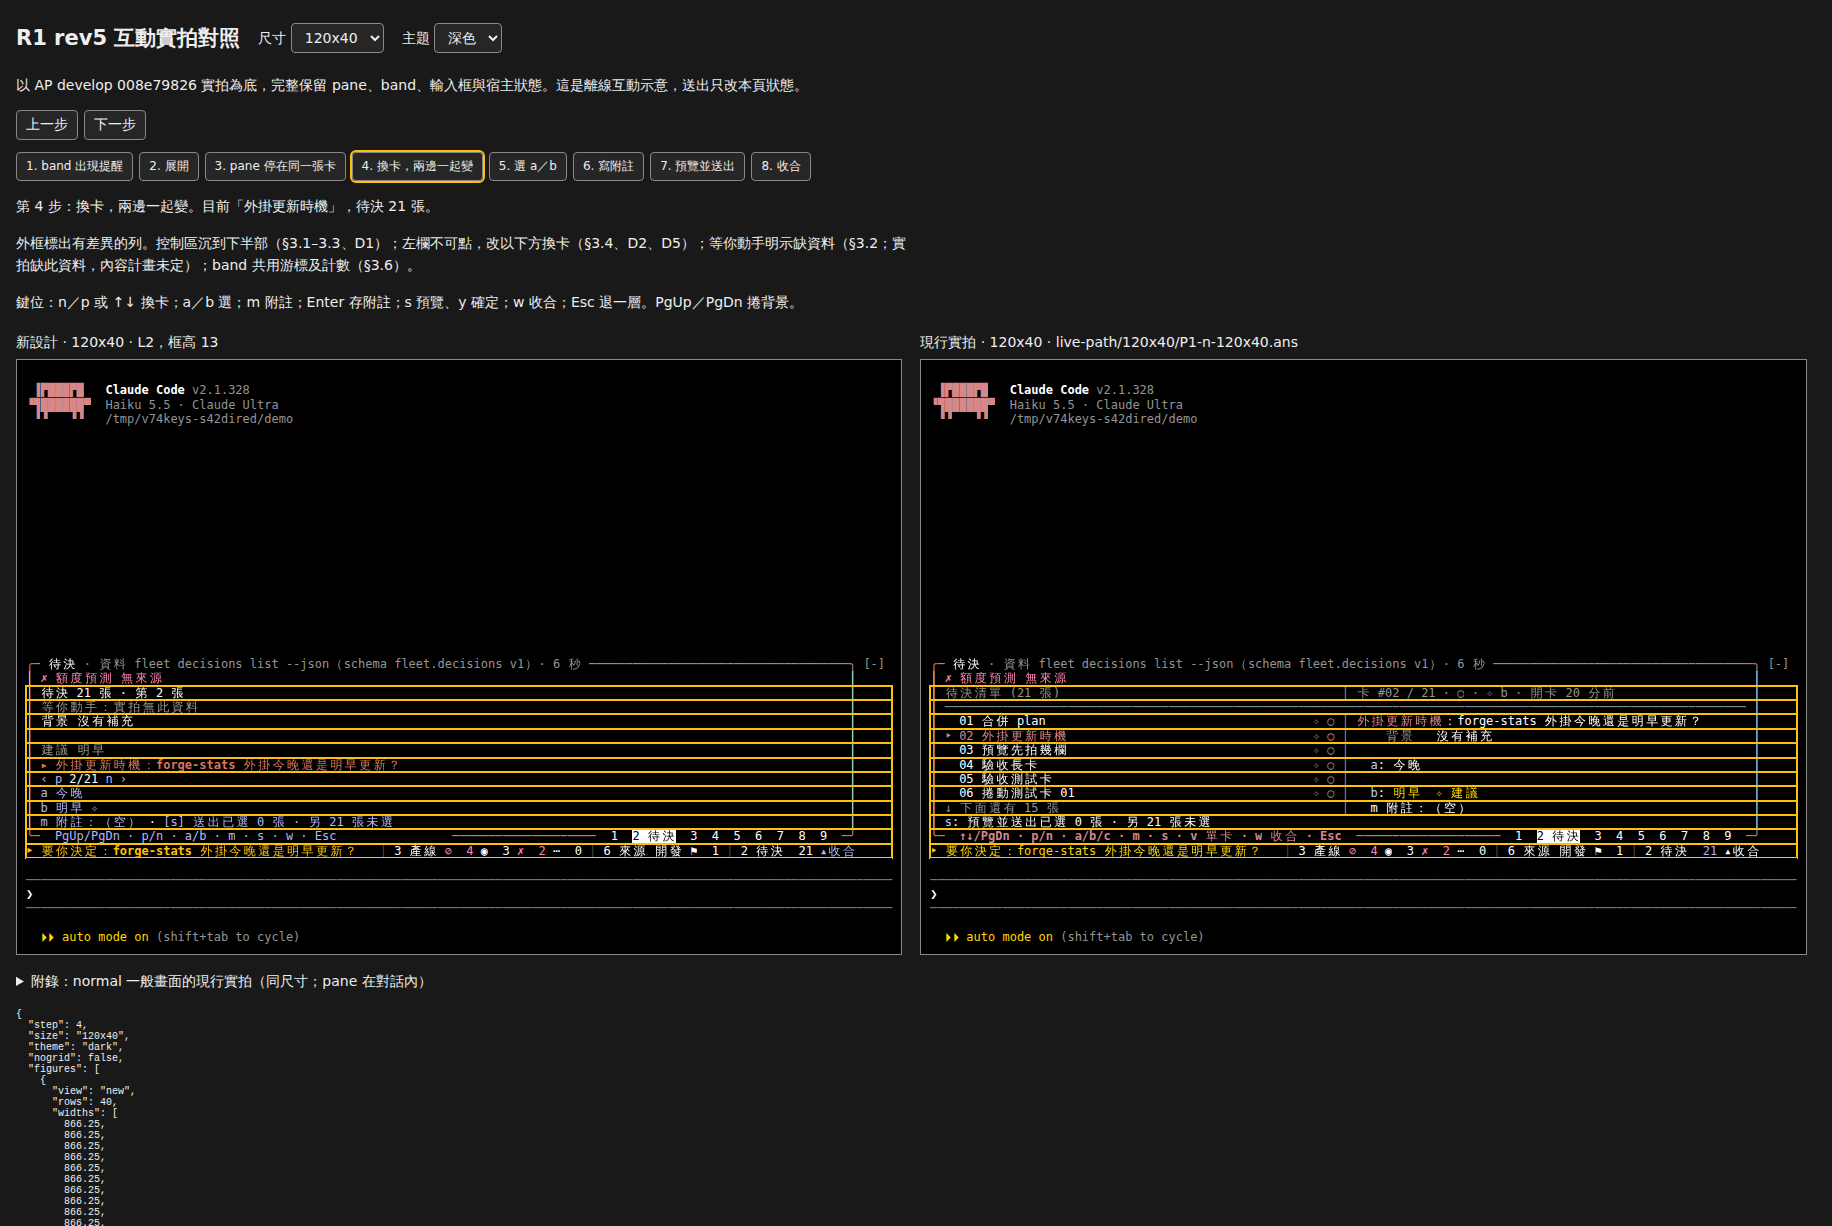 R1 rev5 互動實拍對照 尺寸 120x40 主題 深色
以 AP develop 008e79826 實拍為底，完整保留 pane、band、輸入框與宿主狀態。這是離線互動示意，送出只改本頁狀態。
上一步 下一步
1. band 出現提醒 2. 展開 3. pane 停在同一張卡 4. 換卡，兩邊一起變 5. 選 a／b 6. 寫附註 7. 預覽並送出 8. 收合
第 4 步：換卡，兩邊一起變。目前「外掛更新時機」，待決 21 張。
外框標出有差異的列。控制區沉到下半部（§3.1–3.3、D1）；左欄不可點，改以下方換卡（§3.4、D2、D5）；等你動手明示缺資料（§3.2；實
拍缺此資料，內容計畫未定）；band 共用游標及計數（§3.6）。
鍵位：n／p 或 ↑↓ 換卡；a／b 選；m 附註；Enter 存附註；s 預覽、y 確定；w 收合；Esc 退一層。PgUp／PgDn 捲背景。
新設計 · 120x40 · L2，框高 13
Claude Code v2.1.328
Haiku 5.5 · Claude Ultra
/tmp/v74keys-s42dired/demo
待決 · 資料 fleet decisions list --json（schema fleet.decisions v1）· 6 秒 [-]
✗ 額度預測 無來源
待決 21 張 · 第 2 張
等你動手：實拍無此資料
背景 沒有補充
建議 明早
▸ 外掛更新時機：forge-stats 外掛今晚還是明早更新？
‹ p 2/21 n ›
a 今晚
b 明早 ✧
m 附註：（空） · [s] 送出已選 0 張 · 另 21 張未選
PgUp/PgDn · p/n · a/b · m · s · w · Esc 1 2 待決 3 4 5 6 7 8 9
▸ 要你決定：forge-stats 外掛今晚還是明早更新？ | 3 產線 ⊘ 4 ◉ 3 ✗ 2 ⋯ 0 | 6 來源 開發 ⚑ 1 | 2 待決 21 ▴收合
❯
⏵⏵ auto mode on (shift+tab to cycle)
現行實拍 · 120x40 · live-path/120x40/P1-n-120x40.ans
Claude Code v2.1.328
Haiku 5.5 · Claude Ultra
/tmp/v74keys-s42dired/demo
待決 · 資料 fleet decisions list --json（schema fleet.decisions v1）· 6 秒 [-]
✗ 額度預測 無來源
待決清單 (21 張) | 卡 #02 / 21 · ○ · ✧ b · 開卡 20 分前
01 合併 plan ✧ ○ | 外掛更新時機：forge-stats 外掛今晚還是明早更新？
▸ 02 外掛更新時機 ✧ ○ | 背景 沒有補充
03 預覽先拍幾欄 ✧ ○ |
04 驗收長卡 ✧ ○ | a: 今晚
05 驗收測試卡 ✧ ○ |
06 捲動測試卡 01 ✧ ○ | b: 明早 ✧ 建議
↓ 下面還有 15 張 | m 附註：（空）
s: 預覽並送出已選 0 張 · 另 21 張未選
↑↓/PgDn · p/n · a/b/c · m · s · v 單卡 · w 收合 · Esc 1 2 待決 3 4 5 6 7 8 9
▸ 要你決定：forge-stats 外掛今晚還是明早更新？ | 3 產線 ⊘ 4 ◉ 3 ✗ 2 ⋯ 0 | 6 來源 開發 ⚑ 1 | 2 待決 21 ▴收合
❯
⏵⏵ auto mode on (shift+tab to cycle)
▶ 附錄：normal 一般畫面的現行實拍（同尺寸；pane 在對話內）
{
"step": 4,
"size": "120x40",
"theme": "dark",
"nogrid": false,
"figures": [
{
"view": "new",
"rows": 40,
"widths": [
866.25,
866.25,
866.25,
866.25,
866.25,
866.25,
866.25,
866.25,
866.25,
866.25,